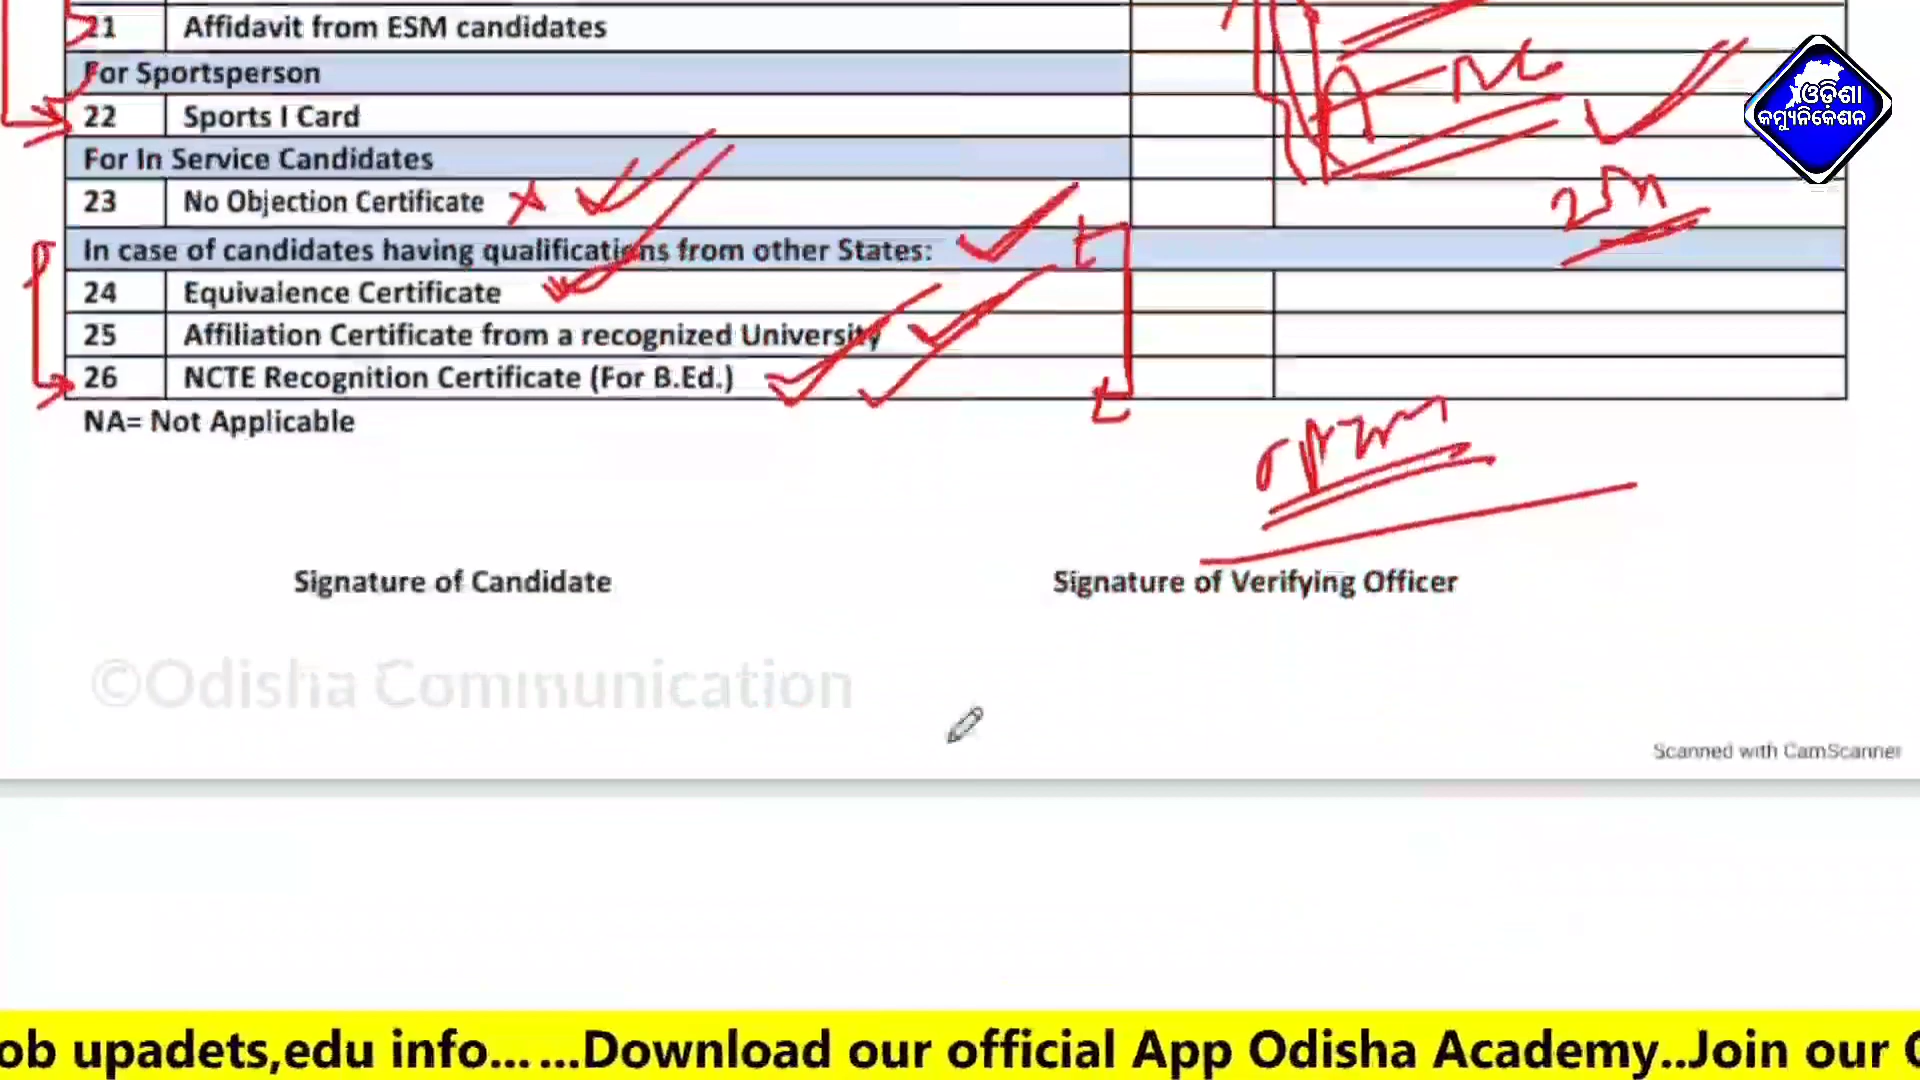 21 Affidavit from ESM candidates
For Sportsperson
22 Sports I Card
For In Service Candidates
23 No Objection Certificate
In case of candidates having qualifications from other States:
24 Equivalence Certificate
25 Affiliation Certificate from a recognized University
26 NCTE Recognition Certificate (For B.Ed.)
NA= Not Applicable
Signature of Candidate Signature of Verifying Officer
©Odisha Communication
Scanned with CamScanner
ଓଡ଼ିଶା
କମ୍ୟୁନିକେଶନ
ob upadets,edu info... ...Download our official App Odisha Academy..Join our